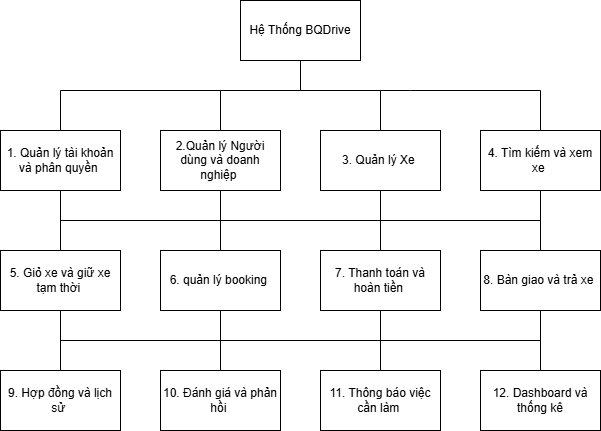 Hệ Thống BQDrive
1. Quản lý tài khoản
và phân quyền
2.Quản lý Người
dùng và doanh
nghiệp
3. Quản lý Xe
4. Tìm kiếm và xem
xe
5. Giỏ xe và giữ xe
tạm thời
6. quản lý booking
7. Thanh toán và
hoàn tiền
8. Bàn giao và trả xe
9. Hợp đồng và lịch
sử
10. Đánh giá và phản
hồi
11. Thông báo việc
cần làm
12. Dashboard và
thống kê